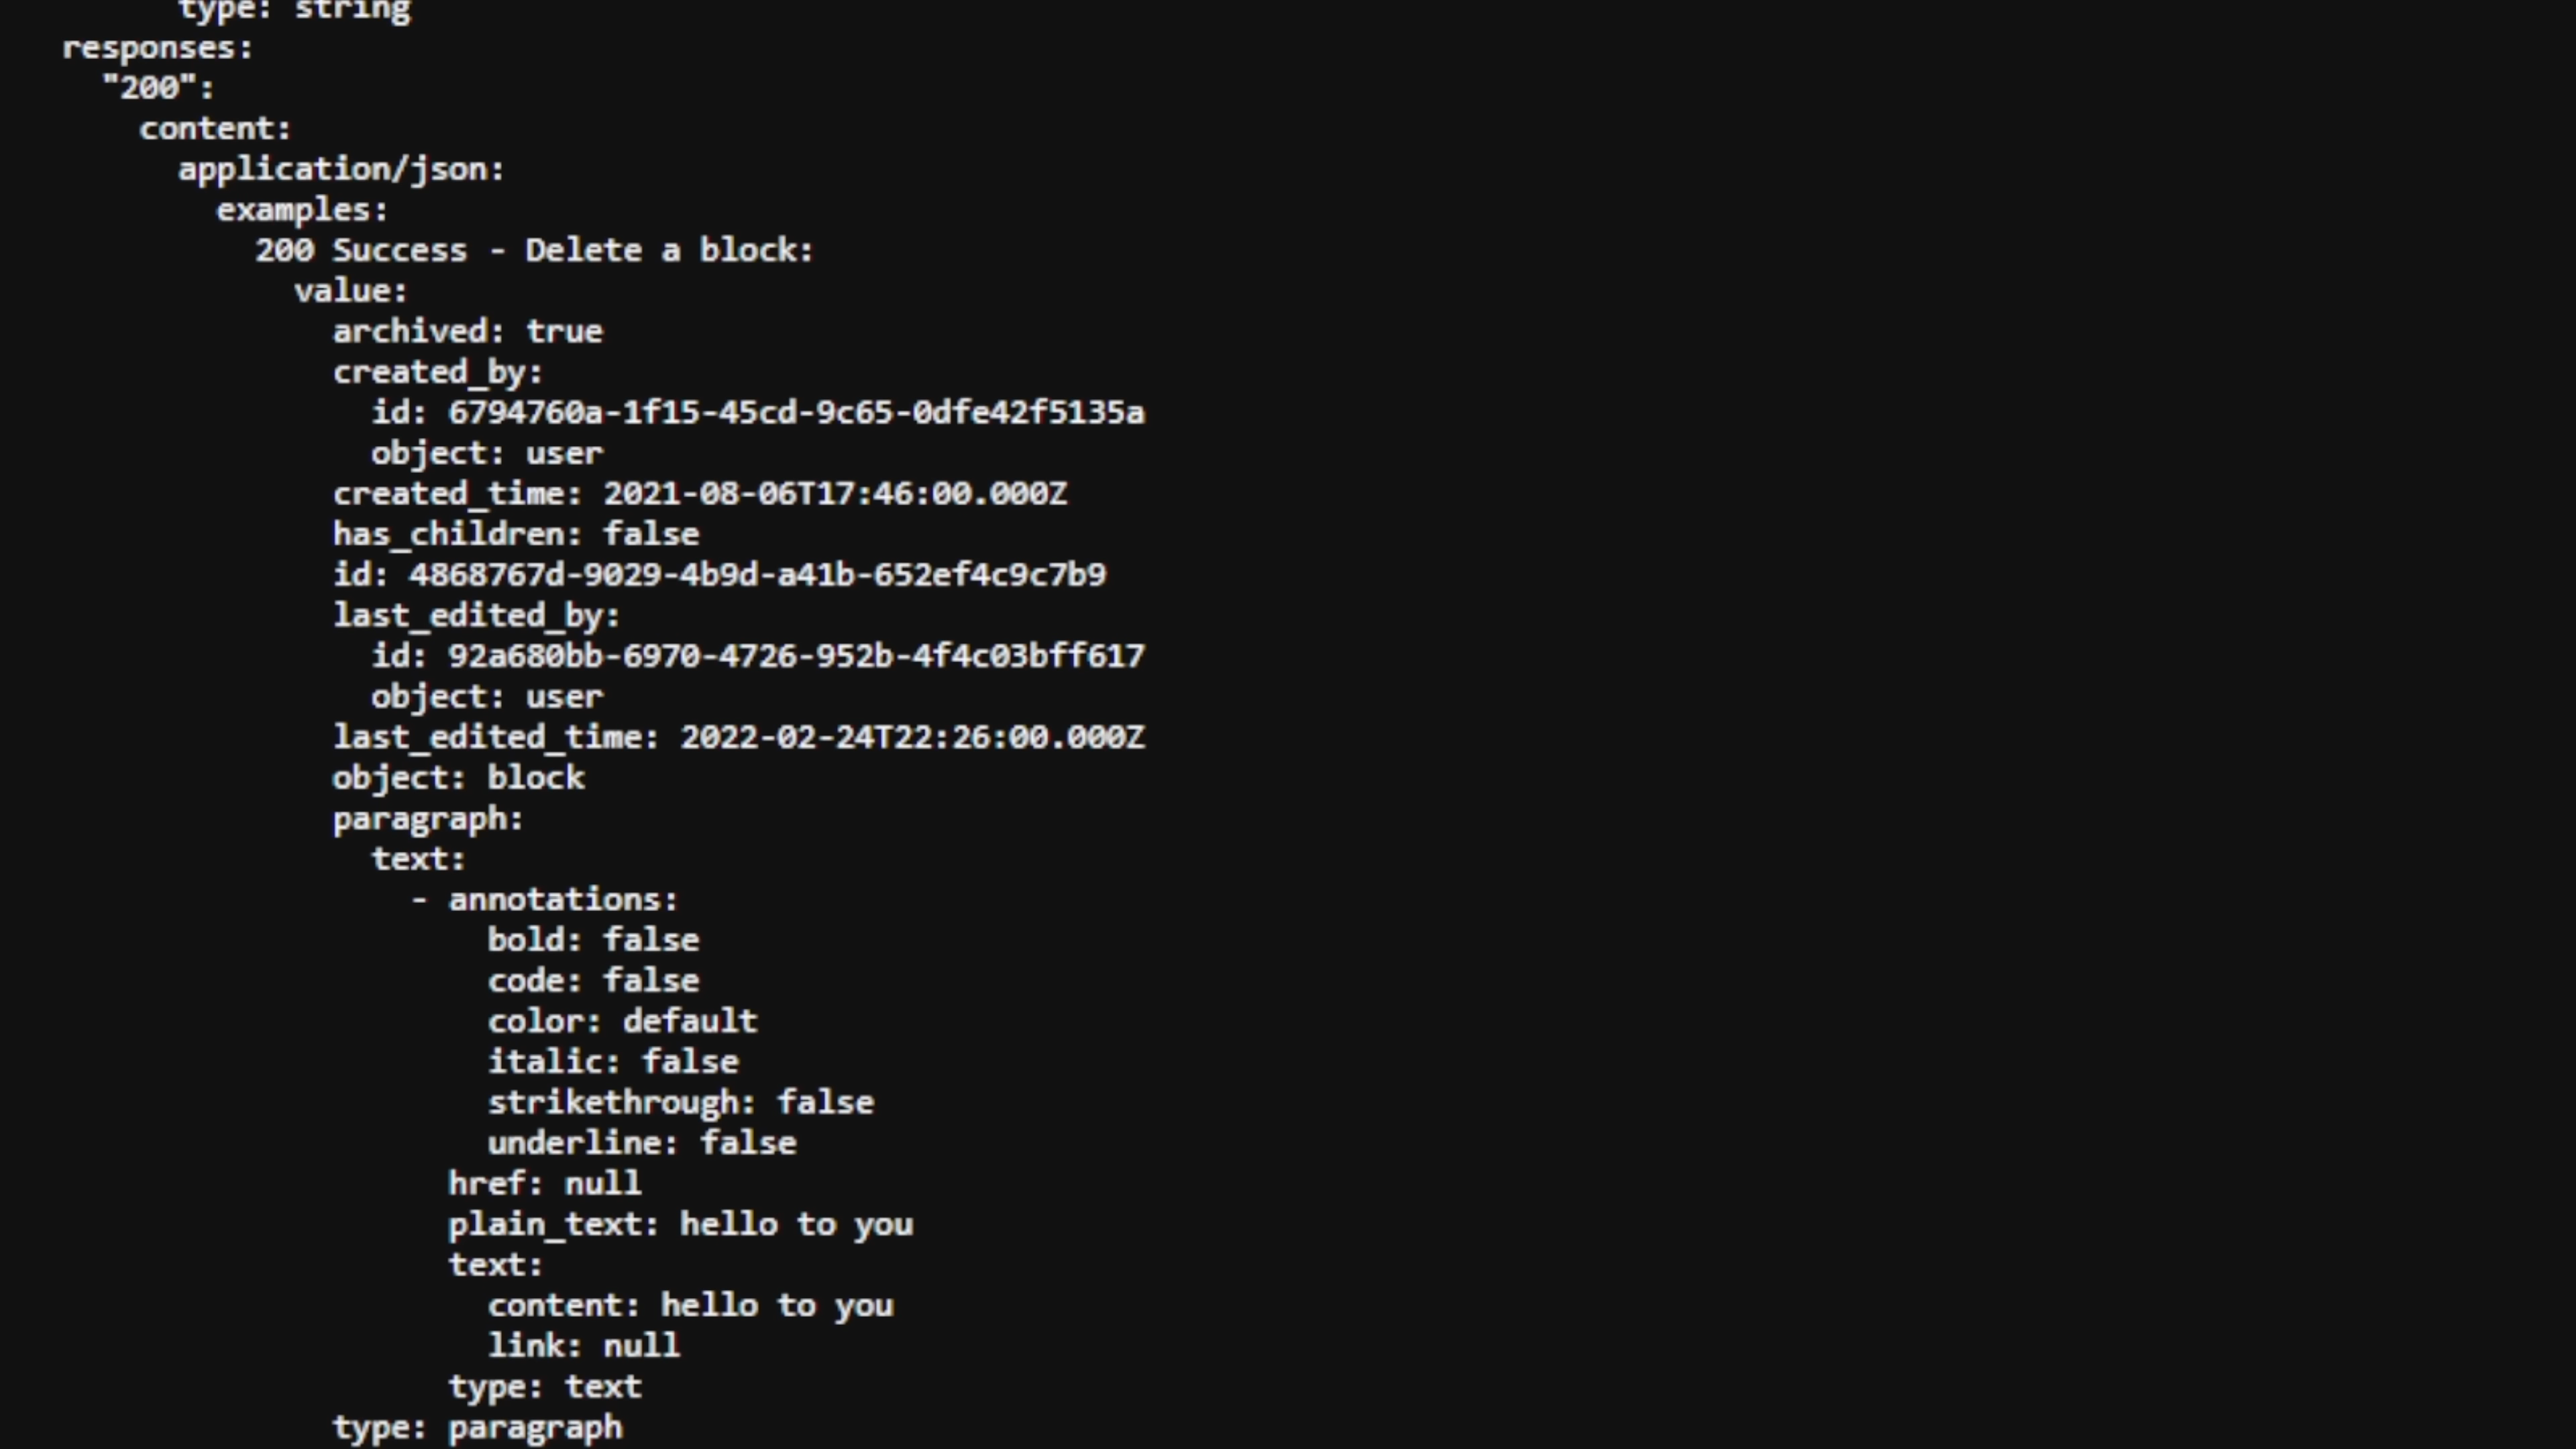 type: string
responses:
"200":
content:
application/json:
examples:
200 Success - Delete a block:
value:
archived: true
created_by:
id: 6794760a-1f15-45cd-9c65-0dfe42f5135a
object: user
created_time: 2021-08-06T17:46:00.000Z
has_children: false
id: 4868767d-9029-4b9d-a41b-652ef4c9c7b9
last_edited_by:
id: 92a680bb-6970-4726-952b-4f4c03bff617
object: user
last_edited_time: 2022-02-24T22:26:00.000Z
object: block
paragraph:
text:
- annotations:
bold: false
code: false
color: default
italic: false
strikethrough: false
underline: false
href: null
plain_text: hello to you
text:
content: hello to you
link: null
type: text
type: paragraph